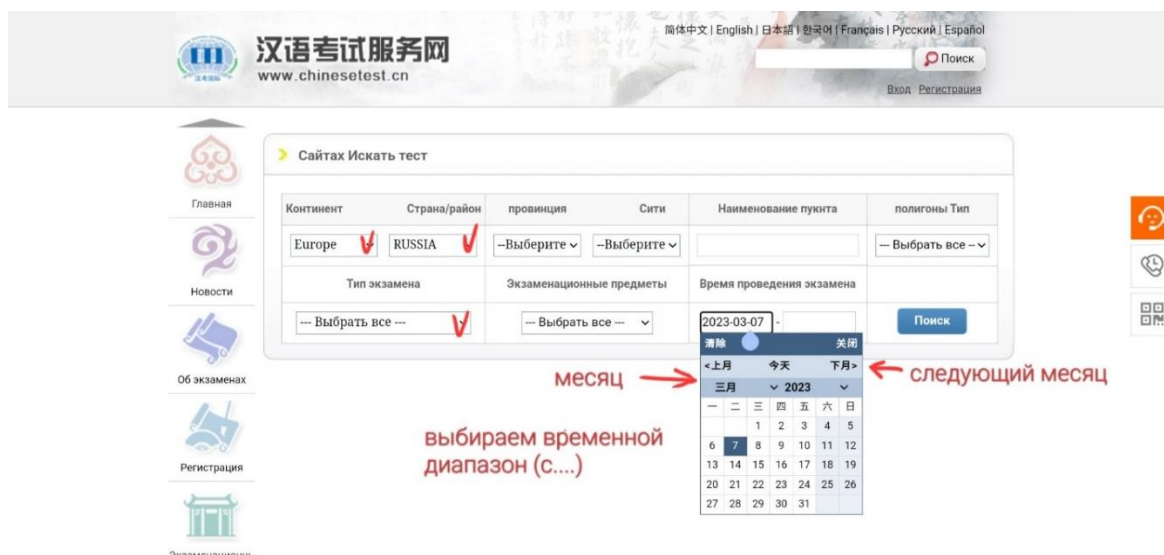 简体中文 | English | 日本語 | 한국어 | Français | Русский | Español
汉语考试服务网
www.chinesetest.cn
Поиск
Вход Регистрация
Сайтах Искать тест
Главная
Новости
Об экзаменах
Регистрация
Континент Страна/район провинция Сити Наименование пункта полигоны Тип
Europe RUSSIA --Выберите --Выберите --- Выбрать все --
Тип экзамена Экзаменационные предметы Время проведения экзамена
--- Выбрать все --- --- Выбрать все --- 2023-03-07 - Поиск
清除 关闭
<上月 今天 下月>
三月 2023
一 二 三 四 五 六 日
1 2 3 4 5
6 7 8 9 10 11 12
13 14 15 16 17 18 19
20 21 22 23 24 25 26
27 28 29 30 31
месяц
следующий месяц
выбираем временной
диапазон (с....)